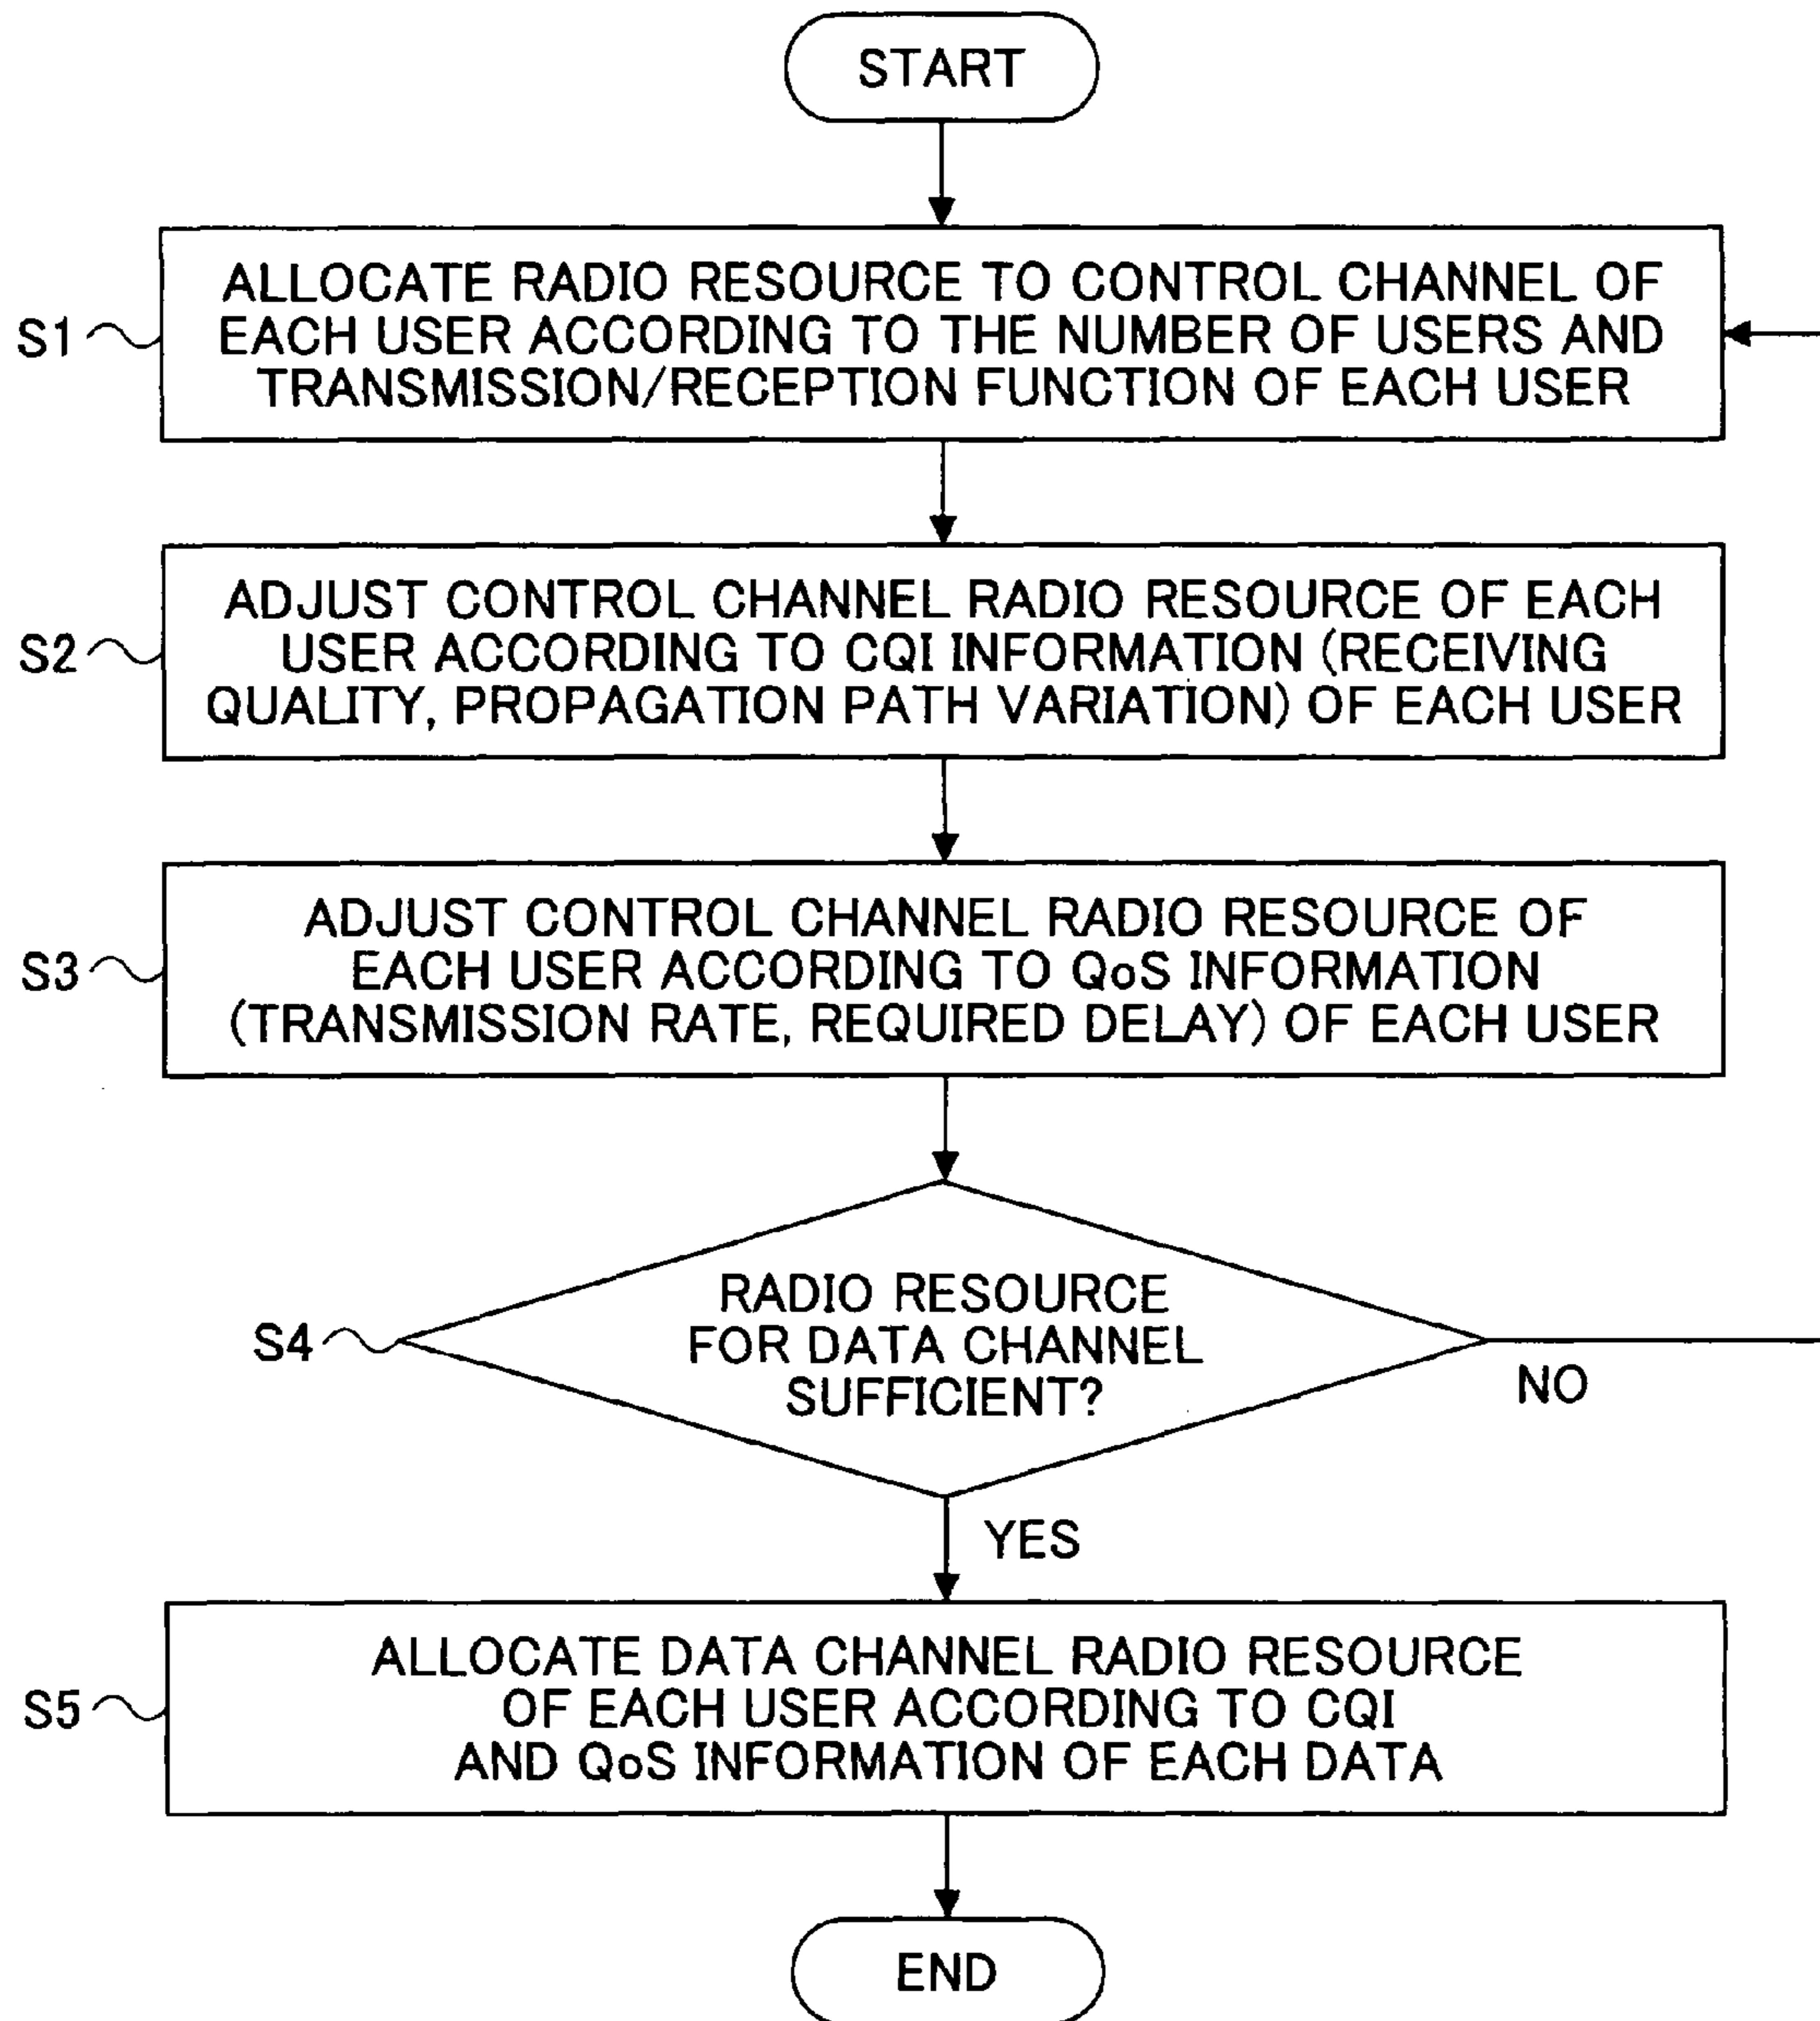 START
S1
ALLOCATE RADIO RESOURCE TO CONTROL CHANNEL OF
EACH USER ACCORDING TO THE NUMBER OF USERS AND
TRANSMISSION/RECEPTION FUNCTION OF EACH USER
S2
ADJUST CONTROL CHANNEL RADIO RESOURCE OF EACH
USER ACCORDING TO CQI INFORMATION (RECEIVING
QUALITY, PROPAGATION PATH VARIATION) OF EACH USER
S3
ADJUST CONTROL CHANNEL RADIO RESOURCE OF
EACH USER ACCORDING TO QoS INFORMATION
(TRANSMISSION RATE, REQUIRED DELAY) OF EACH USER
S4
RADIO RESOURCE
FOR DATA CHANNEL
SUFFICIENT?
NO
YES
S5
ALLOCATE DATA CHANNEL RADIO RESOURCE
OF EACH USER ACCORDING TO CQI
AND QoS INFORMATION OF EACH DATA
END